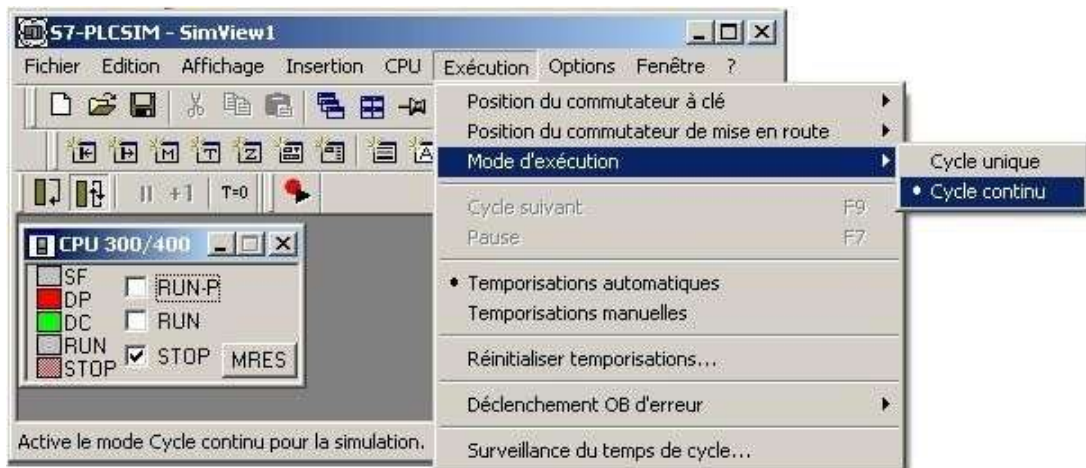 S7-PLCSIM - SimView1
Fichier Edition Affichage Insertion CPU Exécution Options Fenêtre ?
Position du commutateur à clé
Position du commutateur de mise en route
Mode d'exécution
Cycle unique
Cycle continu
Cycle suivant F9
Pause F7
Temporisations automatiques
Temporisations manuelles
Réinitialiser temporisations...
Déclenchement OB d'erreur
Surveillance du temps de cycle...
E A M T Z A
+1 T=0
CPU 300/400
SF
DP
DC
RUN
STOP
RUN-P
RUN
STOP MRES
Active le mode Cycle continu pour la simulation.